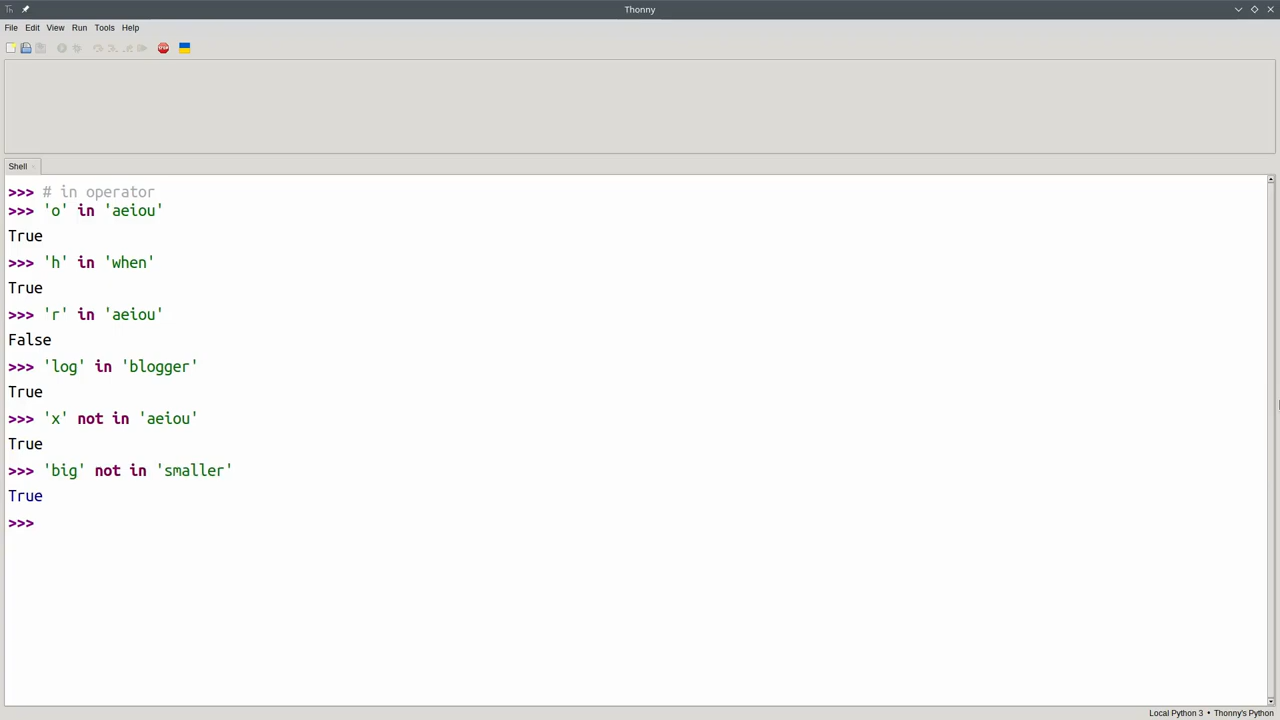 Thonny
File Edit View Run Tools Help
STOP
Shell
>>> # in operator
>>> 'o' in 'aeiou'
True
>>> 'h' in 'when'
True
>>> 'r' in 'aeiou'
False
>>> 'log' in 'blogger'
True
>>> 'x' not in 'aeiou'
True
>>> 'big' not in 'smaller'
True
>>>
Local Python 3 • Thonny's Python